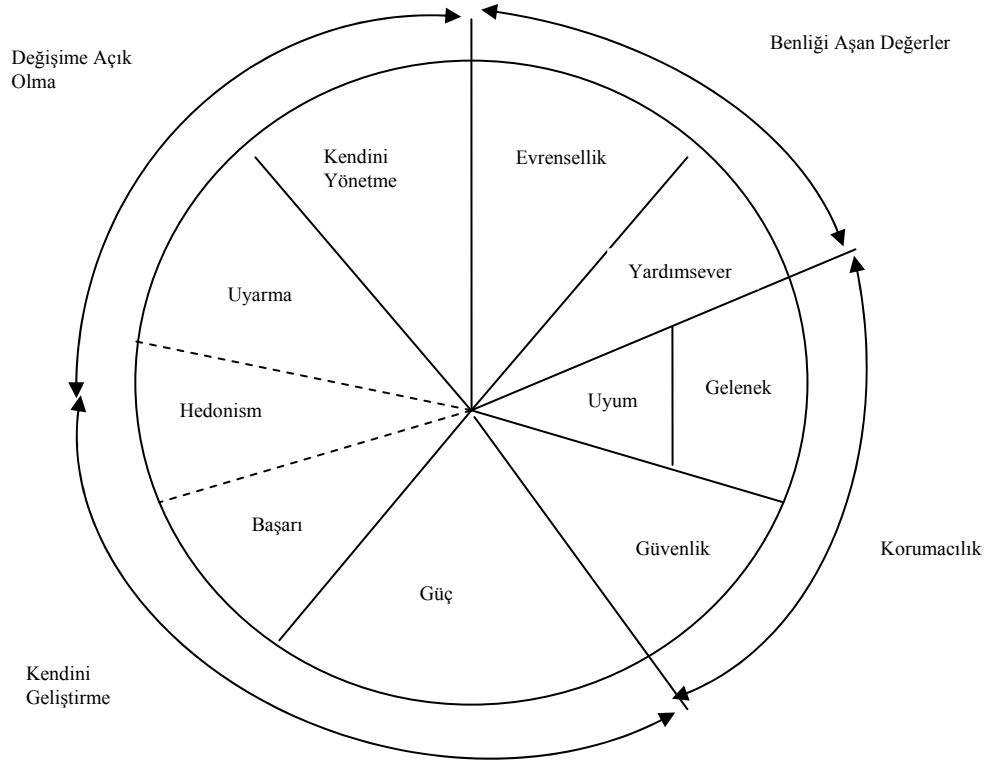 Değişime Açık
Olma
Benliği Aşan Değerler
Kendini
Yönetme
Evrensellik
Uyarma
Yardımsever
Hedonism
Uyum
Gelenek
Başarı
Güvenlik
Korumacılık
Güç
Kendini
Geliştirme